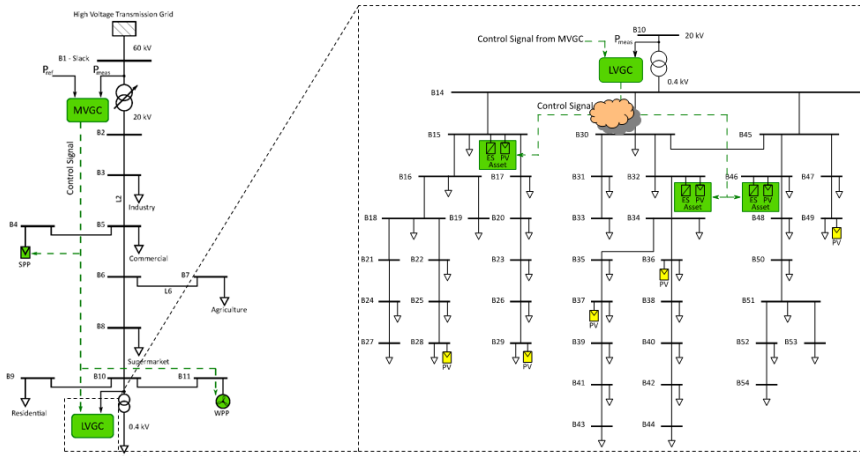 High Voltage Transmission Grid
60 kV
B1 - Slack
Pref
Pmeas
MVGC
20 kV
B2
Control Signal
B3
L2
Industry
B4
B5
SPP
Commercial
B6
B7
L6
Agriculture
B8
Supermarket
B9
B10
B11
Residential
WPP
LVGC
0.4 kV
B10
20 kV
Control Signal from MVGC
Pmeas
LVGC
0.4 kV
B14
Control Signal
B15
B30
B45
ES PV
Asset
B16
B17
B31
B32
ES PV
Asset
B46
ES PV
Asset
B47
B18
B19
B20
B33
B34
B48
B49
PV
B21
B22
B23
B35
B36
B50
PV
B24
B25
B26
B37
B38
B51
PV
B27
B28
B29
B39
B40
B52
B53
PV
PV
B41
B42
B54
B43
B44